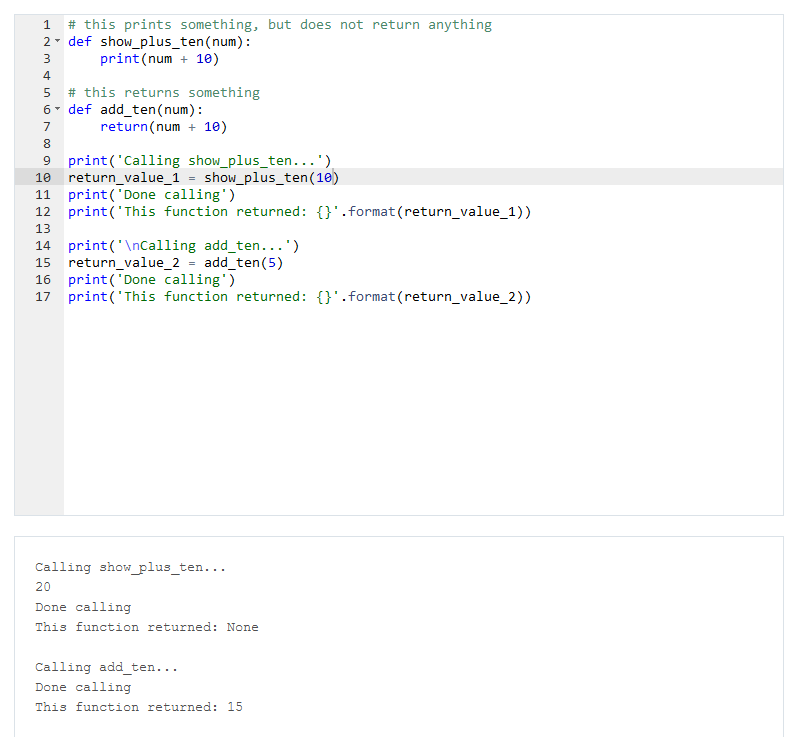 1 # this prints something, but does not return anything
2 def show_plus_ten(num):
3     print(num + 10)
4
5 # this returns something
6 def add_ten(num):
7     return(num + 10)
8
9 print('Calling show_plus_ten...')
10 return_value_1 = show_plus_ten(10)
11 print('Done calling')
12 print('This function returned: {}'.format(return_value_1))
13
14 print('\nCalling add_ten...')
15 return_value_2 = add_ten(5)
16 print('Done calling')
17 print('This function returned: {}'.format(return_value_2))
Calling show_plus_ten...
20
Done calling
This function returned: None
Calling add_ten...
Done calling
This function returned: 15